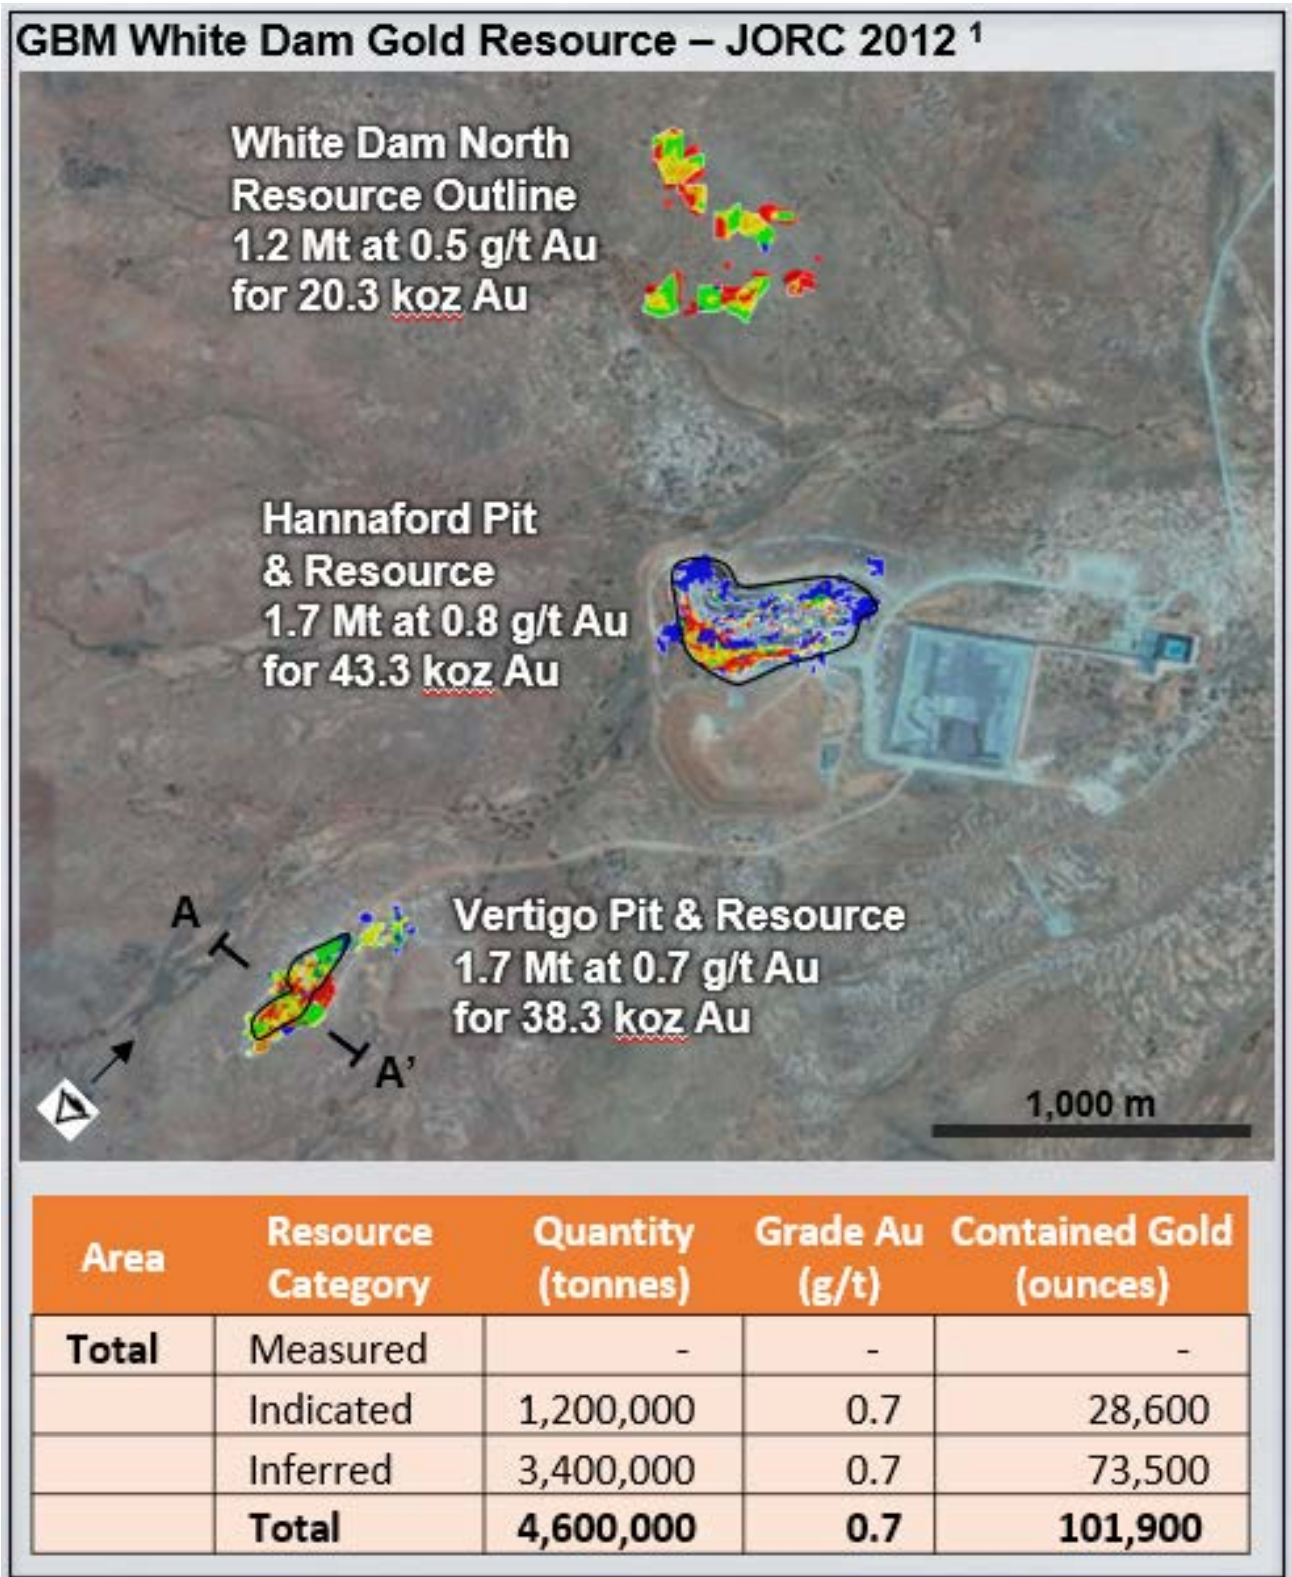 GBM White Dam Gold Resource – JORC 2012 ¹
White Dam North
Resource Outline
1.2 Mt at 0.5 g/t Au
for 20.3 koz Au
Hannaford Pit
& Resource
1.7 Mt at 0.8 g/t Au
for 43.3 koz Au
A
Vertigo Pit & Resource
1.7 Mt at 0.7 g/t Au
for 38.3 koz Au
A’
1,000 m
Area Resource Category Quantity (tonnes) Grade Au (g/t) Contained Gold (ounces)
Total Measured - - -
Indicated 1,200,000 0.7 28,600
Inferred 3,400,000 0.7 73,500
Total 4,600,000 0.7 101,900